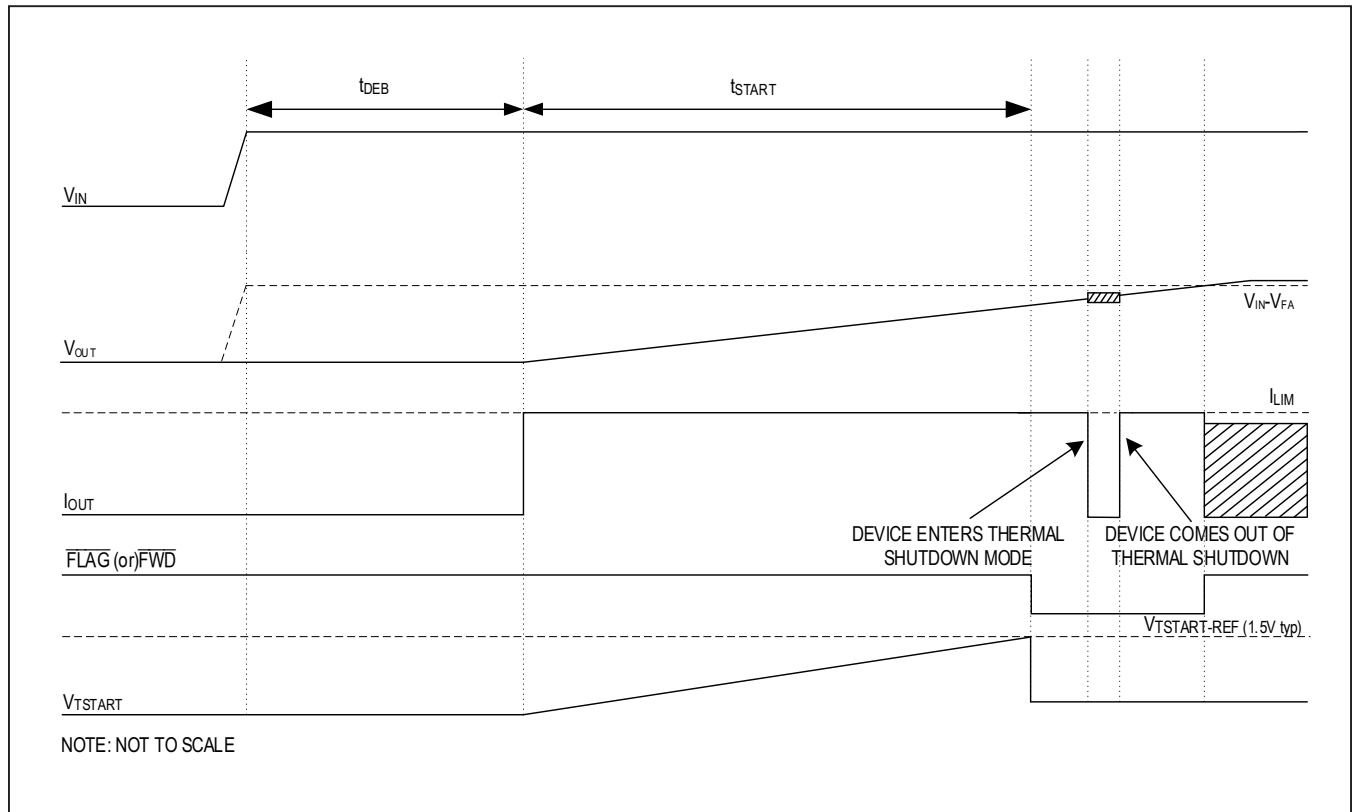 tDEB
tSTART
VIN
VIN-VFA
VOUT
ILIM
IOUT
DEVICE ENTERS THERMAL
SHUTDOWN MODE
DEVICE COMES OUT OF
THERMAL SHUTDOWN
FLAG (or)FWD
VTSTART-REF (1.5V typ)
VTSTART
NOTE: NOT TO SCALE